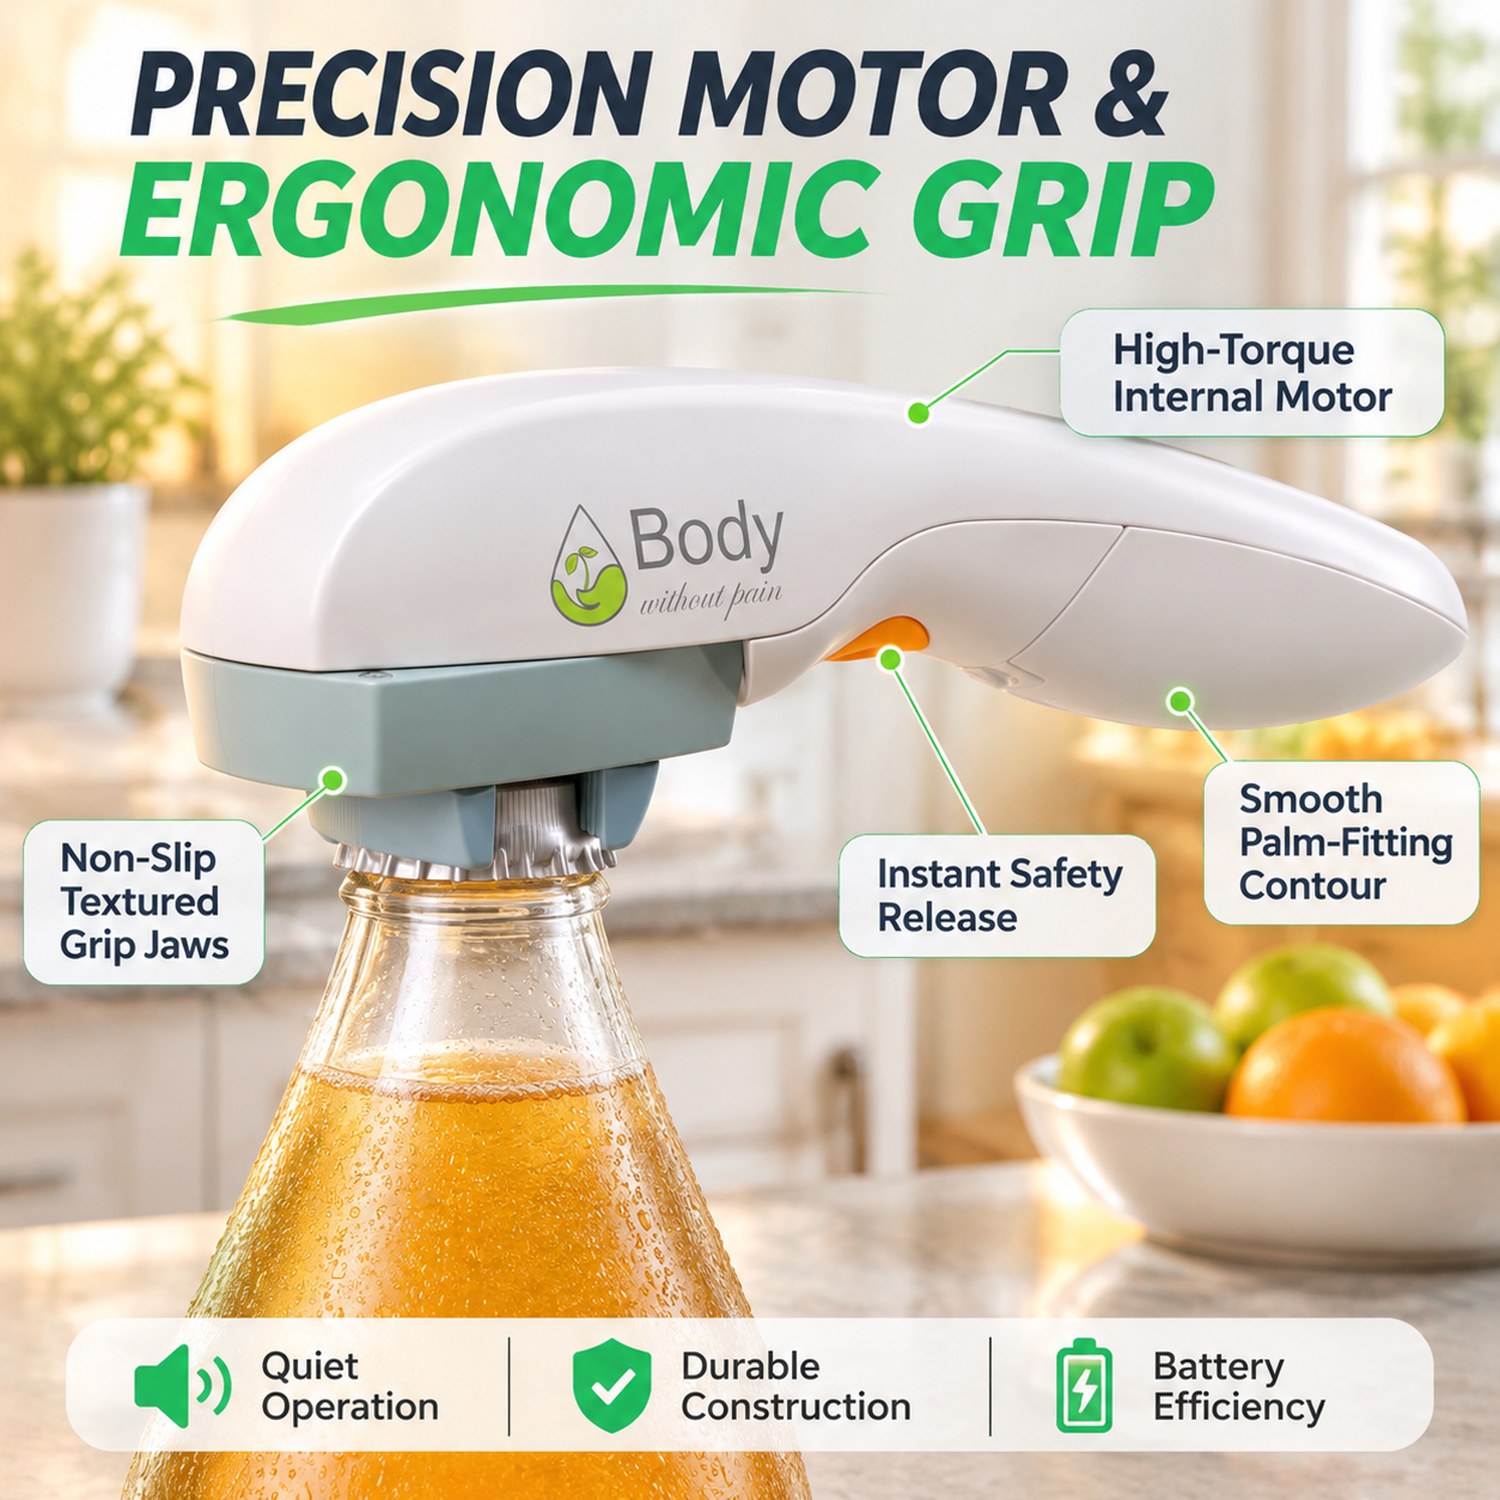 PRECISION MOTOR &
ERGONOMIC GRIP
High-Torque
Internal Motor
Body
without pain
Non-Slip
Textured
Grip Jaws
Instant Safety
Release
Smooth
Palm-Fitting
Contour
Quiet
Operation
Durable
Construction
Battery
Efficiency